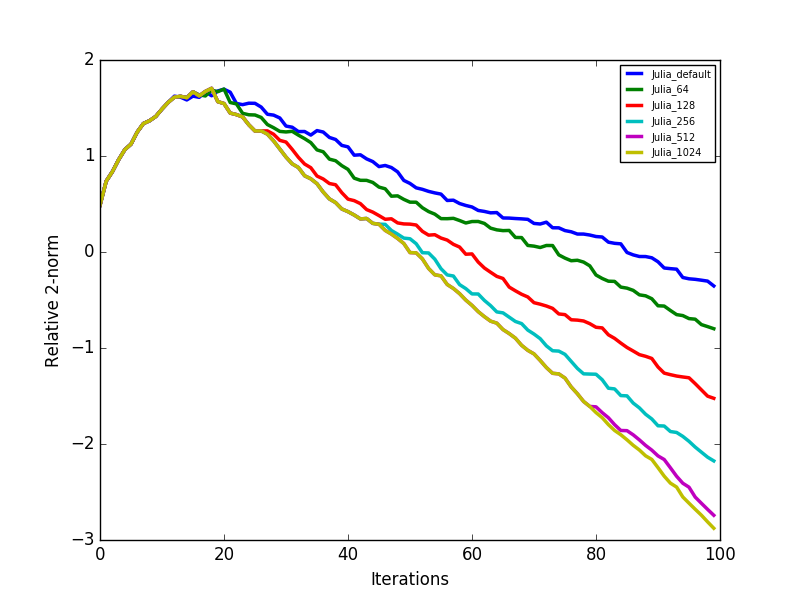 2
Julia_default
Julia_64
Julia_128
Julia_256
Julia_512
Julia_1024
1
0
−1
−2
−3
Relative 2-norm
0 20 40 60 80 100
Iterations